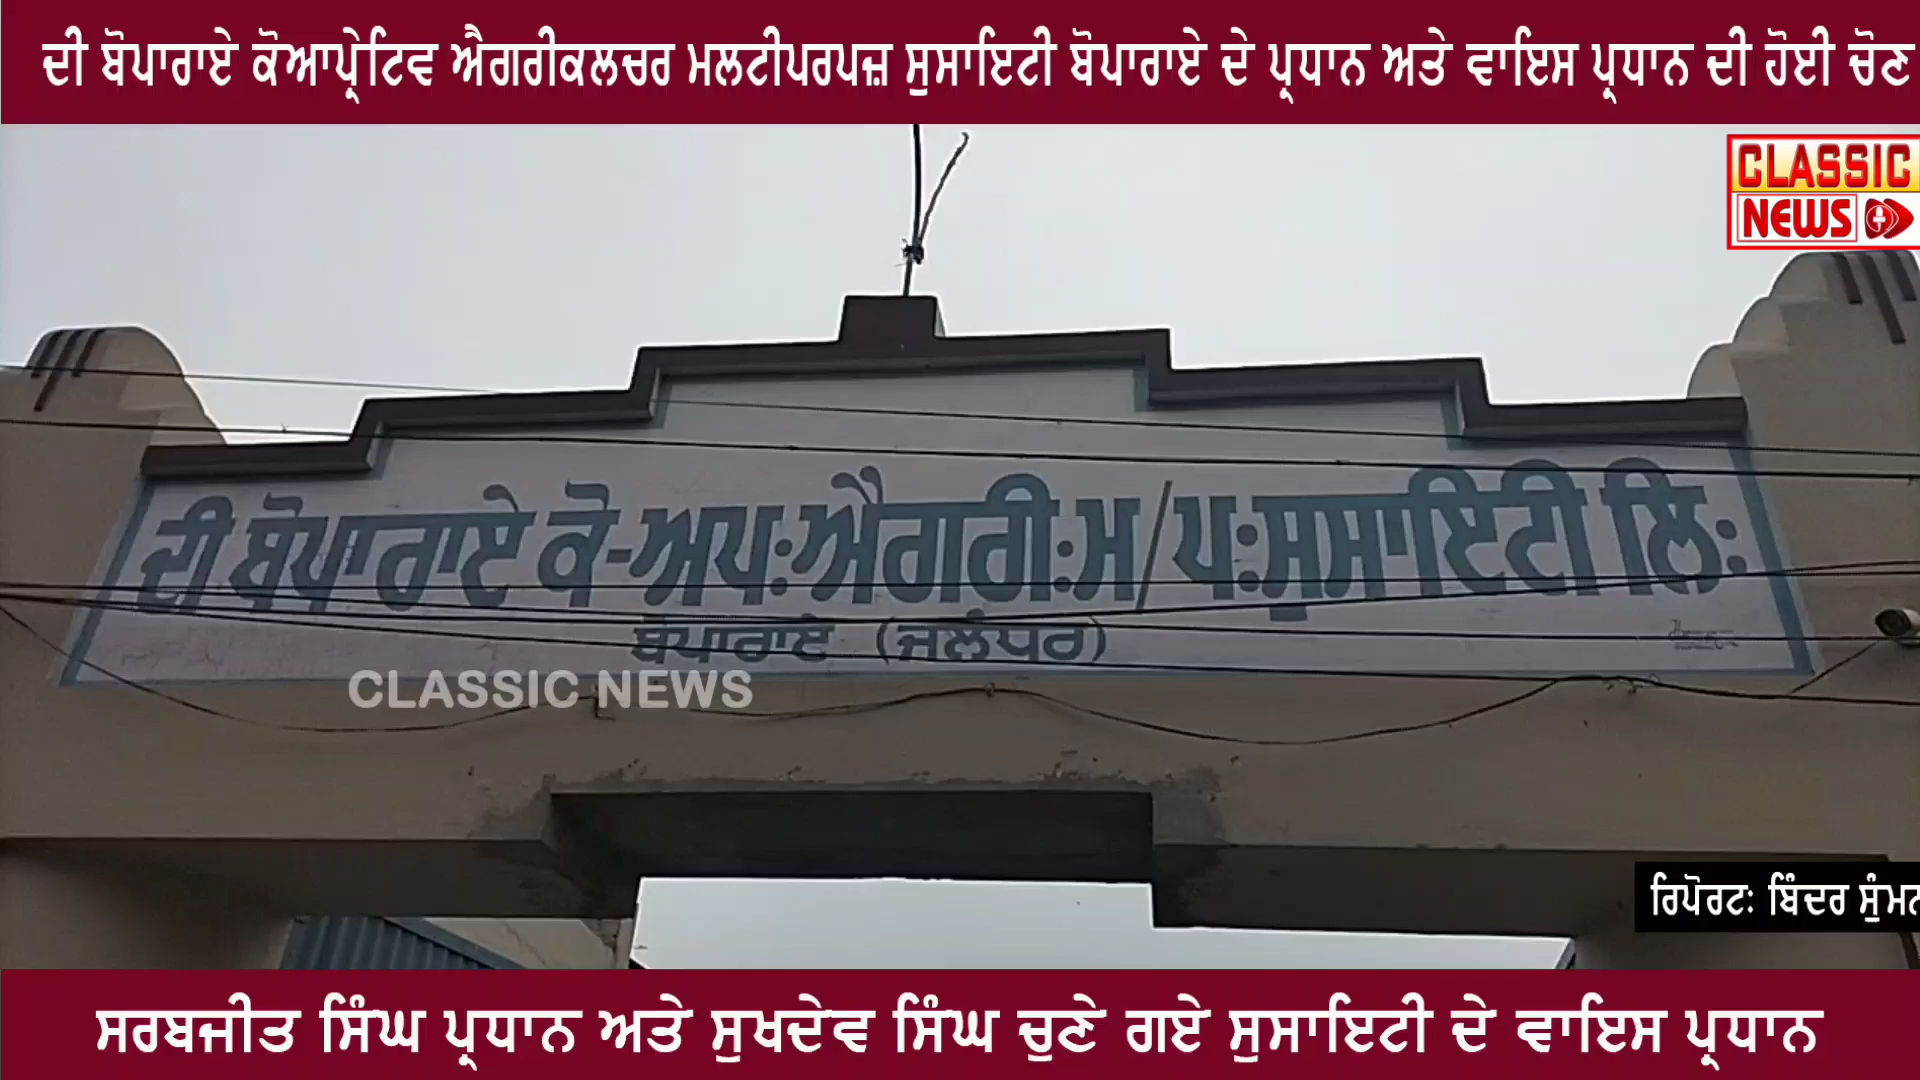 ਦੀ ਬੋਪਾਰਾਏ ਕੋਆਪ੍ਰੇਟਿਵ ਐਗਰੀਕਲਚਰ ਮਲਟੀਪਰਪਜ਼ ਸੁਸਾਇਟੀ ਬੋਪਾਰਾਏ ਦੇ ਪ੍ਰਧਾਨ ਅਤੇ ਵਾਇਸ ਪ੍ਰਧਾਨ ਦੀ ਹੋਈ ਚੋਣ
CLASSIC
NEWS
ਦੀ ਬੋਪਾਰਾਏ ਕੋ-ਅਪ:ਐਗਰੀ:ਮ/ਪ:ਸੁਸਾਇਟੀ ਲਿ:
ਬੋਪਾਰਾਏ (ਜਲੰਧਰ)
CLASSIC NEWS
ਰਿਪੋਰਟ: ਬਿੰਦਰ
ਸਰਬਜੀਤ ਸਿੰਘ ਪ੍ਰਧਾਨ ਅਤੇ ਸੁਖਦੇਵ ਸਿੰਘ ਚੁਣੇ ਗਏ ਸੁਸਾਇਟੀ ਦੇ ਵਾਇਸ ਪ੍ਰਧਾਨ